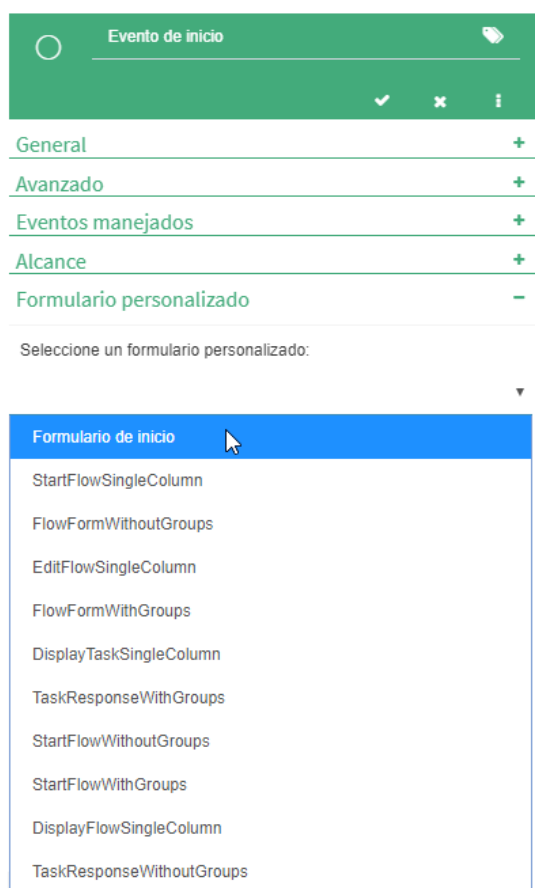 Evento de inicio
General
Avanzado
Eventos manejados
Alcance
Formulario personalizado
Seleccione un formulario personalizado:
Formulario de inicio
StartFlowSingleColumn
FlowFormWithoutGroups
EditFlowSingleColumn
FlowFormWithGroups
DisplayTaskSingleColumn
TaskResponseWithGroups
StartFlowWithoutGroups
StartFlowWithGroups
DisplayFlowSingleColumn
TaskResponseWithoutGroups